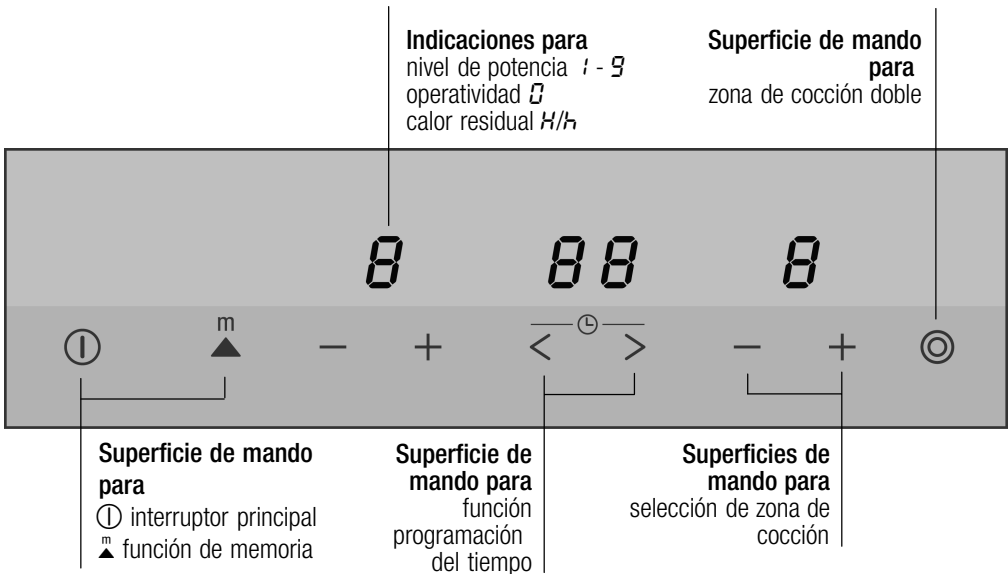 Indicaciones para
nivel de potencia 1 - 9
operatividad 0
calor residual H/h
Superficie de mando
para
zona de cocción doble
8 8 8 8
m
− + < > − +
Superficie de mando
para
interruptor principal
m función de memoria
Superficie de
mando para
función
programación
del tiempo
Superficies de
mando para
selección de zona de
cocción